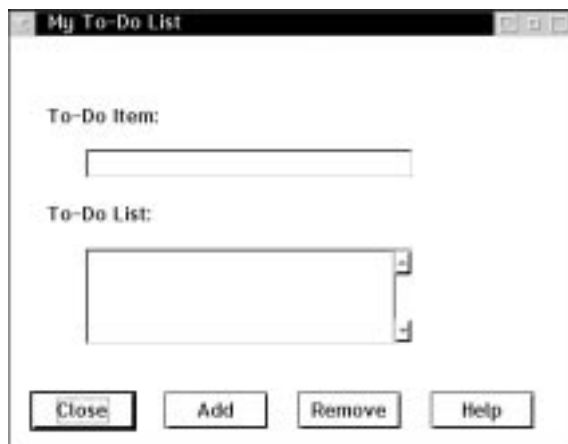 My To-Do List
To-Do Item:
To-Do List:
Close Add Remove Help